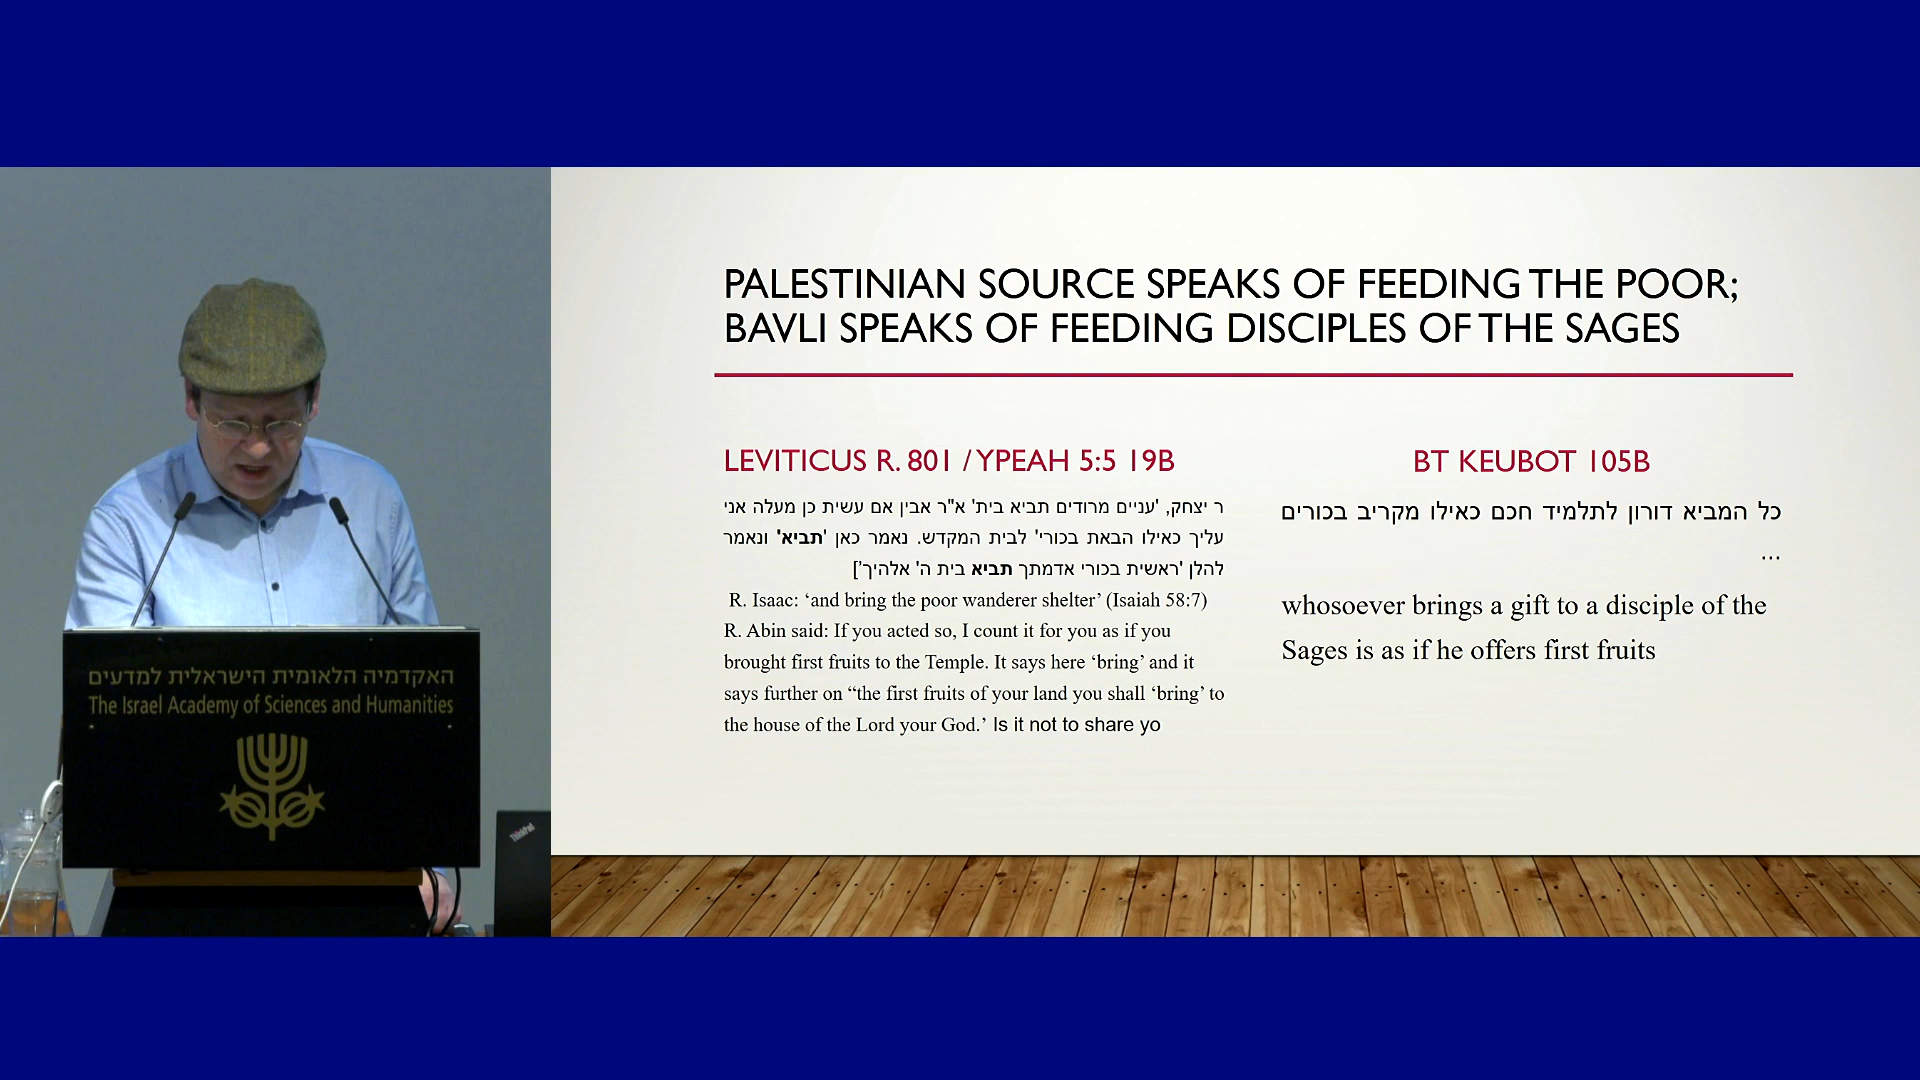 PALESTINIAN SOURCE SPEAKS OF FEEDING THE POOR;
BAVLI SPEAKS OF FEEDING DISCIPLES OF THE SAGES
LEVITICUS R. 801 / YPEAH 5:5 19B
ר יצחק, 'עניים מרודים תביא בית' א"ר אבין אם עשית כן מעלה אני
עליך כאילו הבאת בכורי' לבית המקדש. נאמר כאן 'תביא' ונאמר
להלן 'ראשית בכורי אדמתך תביא בית ה' אלהיך']
R. Isaac: ‘and bring the poor wanderer shelter’ (Isaiah 58:7)
R. Abin said: If you acted so, I count it for you as if you
brought first fruits to the Temple. It says here ‘bring’ and it
says further on “the first fruits of your land you shall ‘bring’ to
the house of the Lord your God.’ Is it not to share yo
BT KEUBOT 105B
כל המביא דורון לתלמיד חכם כאילו מקריב בכורים
...
whosoever brings a gift to a disciple of the
Sages is as if he offers first fruits
האקדמיה הלאומית הישראלית למדעים
The Israel Academy of Sciences and Humanities
ThinkPad